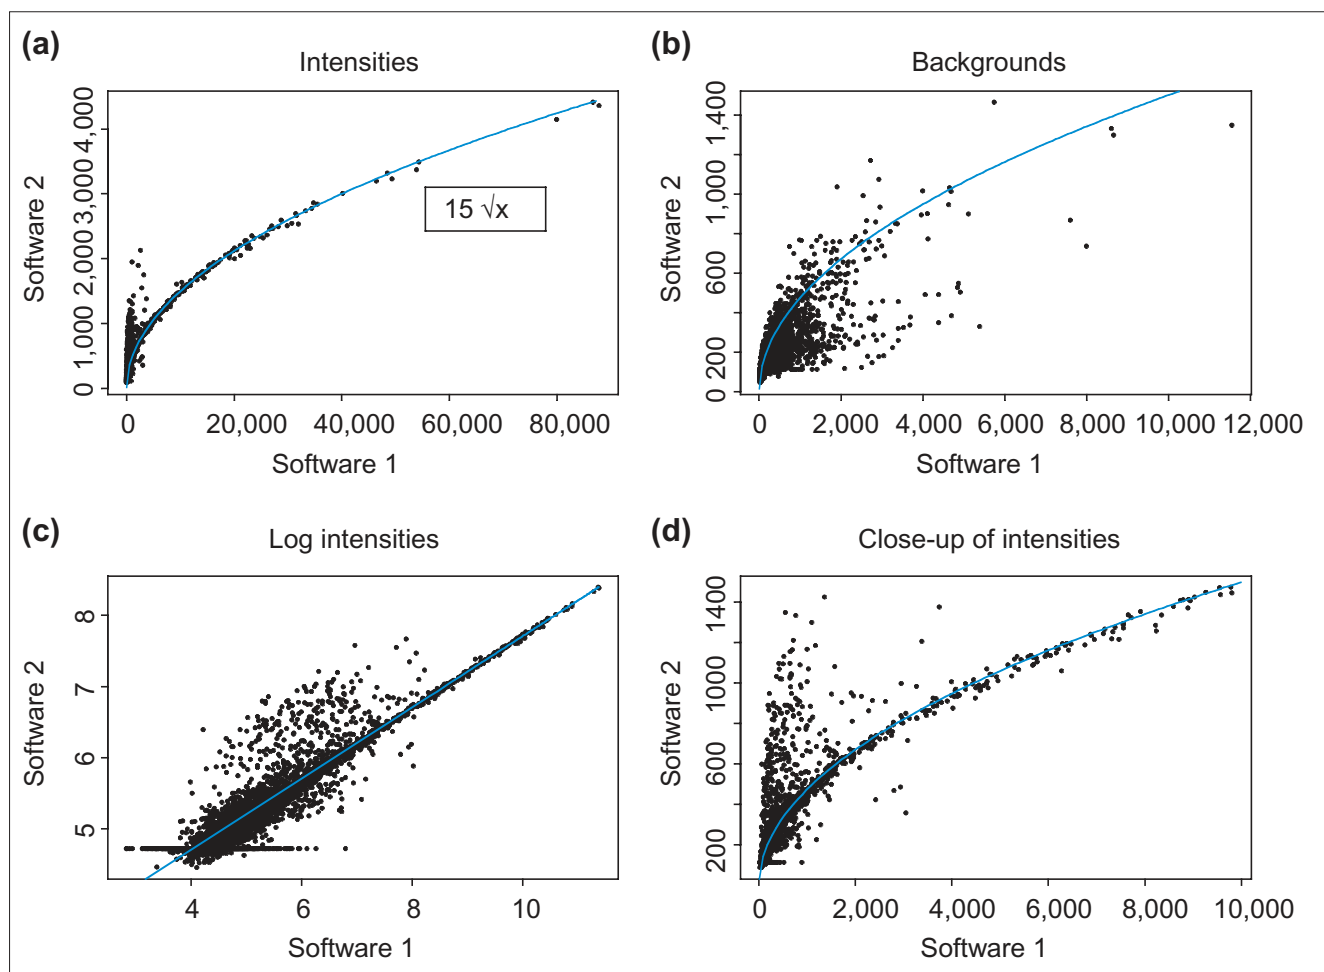 (a)
Intensities
Software 2
0 1,000 2,000 3,000 4,000
15 √x
0 20,000 40,000 60,000 80,000
Software 1
(b)
Backgrounds
Software 2
0 200 600 1,000 1,400
0 2,000 4,000 6,000 8,000 10,000 12,000
Software 1
(c)
Log intensities
Software 2
5 6 7 8
4 6 8 10
Software 1
(d)
Close-up of intensities
Software 2
200 600 1000 1400
0 2,000 4,000 6,000 8,000 10,000
Software 1